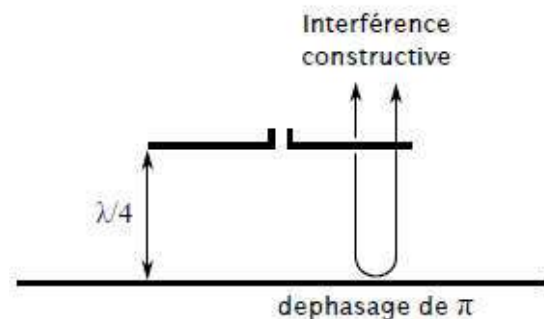 Interférence
constructive
λ/4
dephasage de π